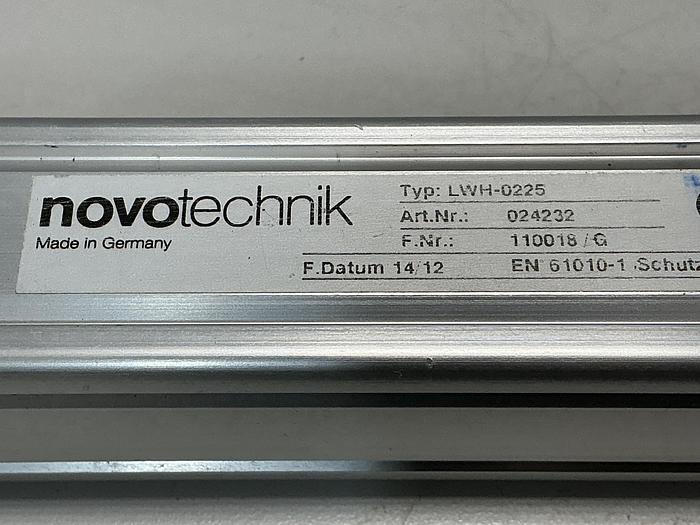 novotechnik
Made in Germany
Typ: LWH-0225
Art.Nr.: 024232
F.Nr.: 110018 / G
F.Datum 14/12 EN 61010-1 Schutz